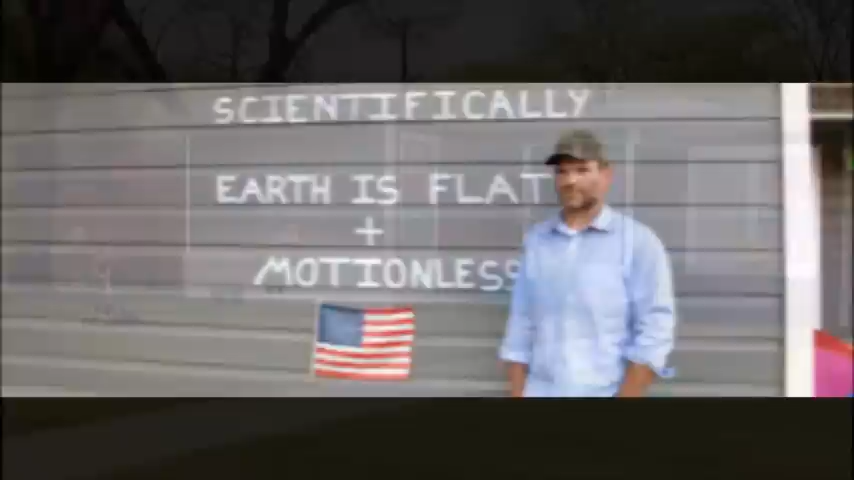 SCIENTIFICALLY
EARTH IS FLAT
+
MOTIONLESS